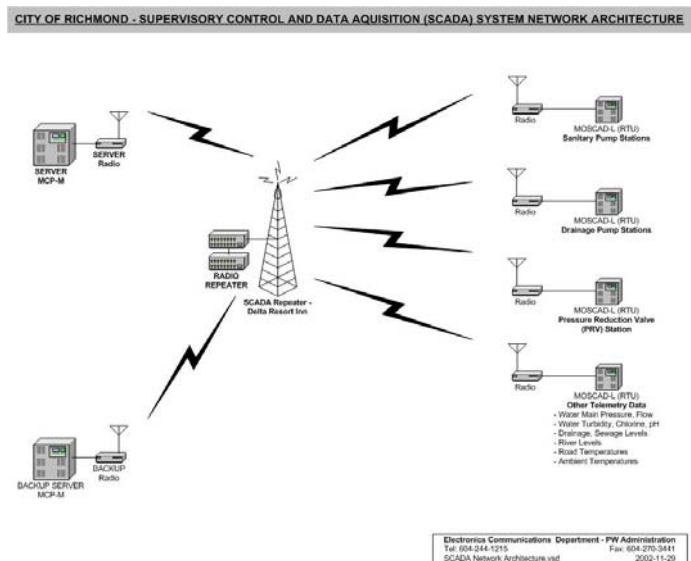 CITY OF RICHMOND - SUPERVISORY CONTROL AND DATA AQUISITION (SCADA) SYSTEM NETWORK ARCHITECTURE
SERVER
MCP-M
SERVER
Radio
RADIO
REPEATER
SCADA Repeater -
Delta Resort Inn
BACKUP SERVER
MCP-M
BACKUP
Radio
Radio
MOSCAD-L (RTU)
Sanitary Pump Stations
Radio
MOSCAD-L (RTU)
Drainage Pump Stations
Radio
MOSCAD-L (RTU)
Pressure Reduction Valve
(PRV) Station
Radio
MOSCAD-L (RTU)
Other Telemetry Data
- Water Main Pressure, Flow
- Water Turbidity, Chlorine, pH
- Drainage, Sewage Levels
- River Levels
- Road Temperatures
- Ambient Temperatures
Electronics Communications Department - PW Administration
Tel: 604-244-1215 Fax: 604-270-3441
SCADA Network Architecture.vsd 2002-11-29